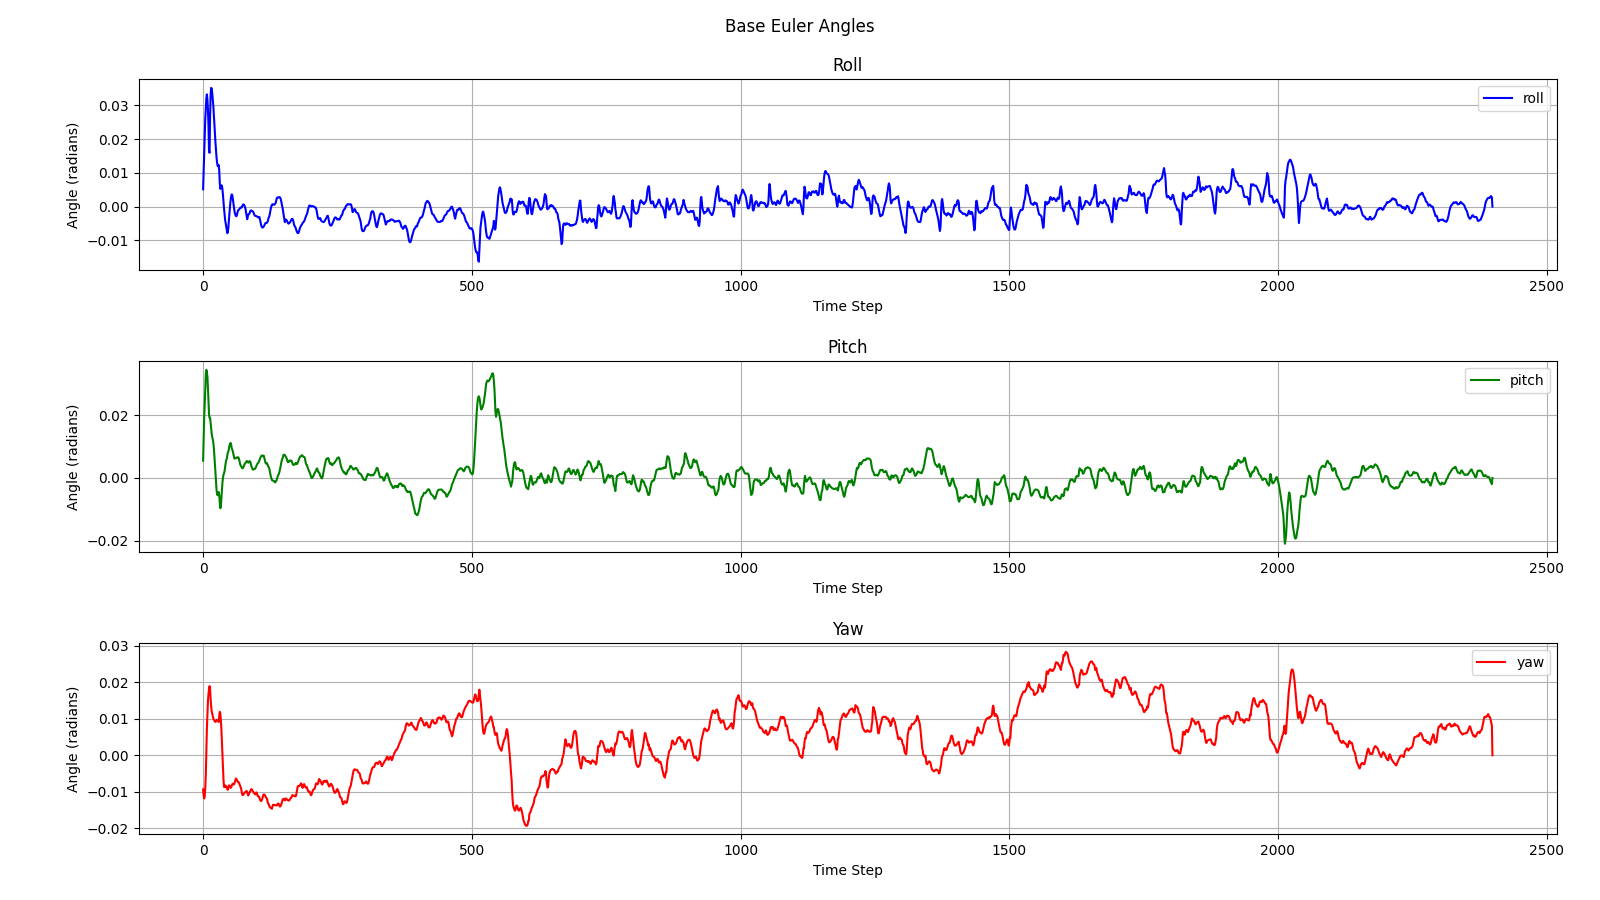 Base Euler Angles
Roll
Angle (radians)
0.03
0.02
0.01
0.00
−0.01
roll
0 500 1000 1500 2000 2500
Time Step
Pitch
Angle (radians)
0.02
0.00
−0.02
pitch
0 500 1000 1500 2000 2500
Time Step
Yaw
Angle (radians)
0.03
0.02
0.01
0.00
−0.01
−0.02
yaw
0 500 1000 1500 2000 2500
Time Step